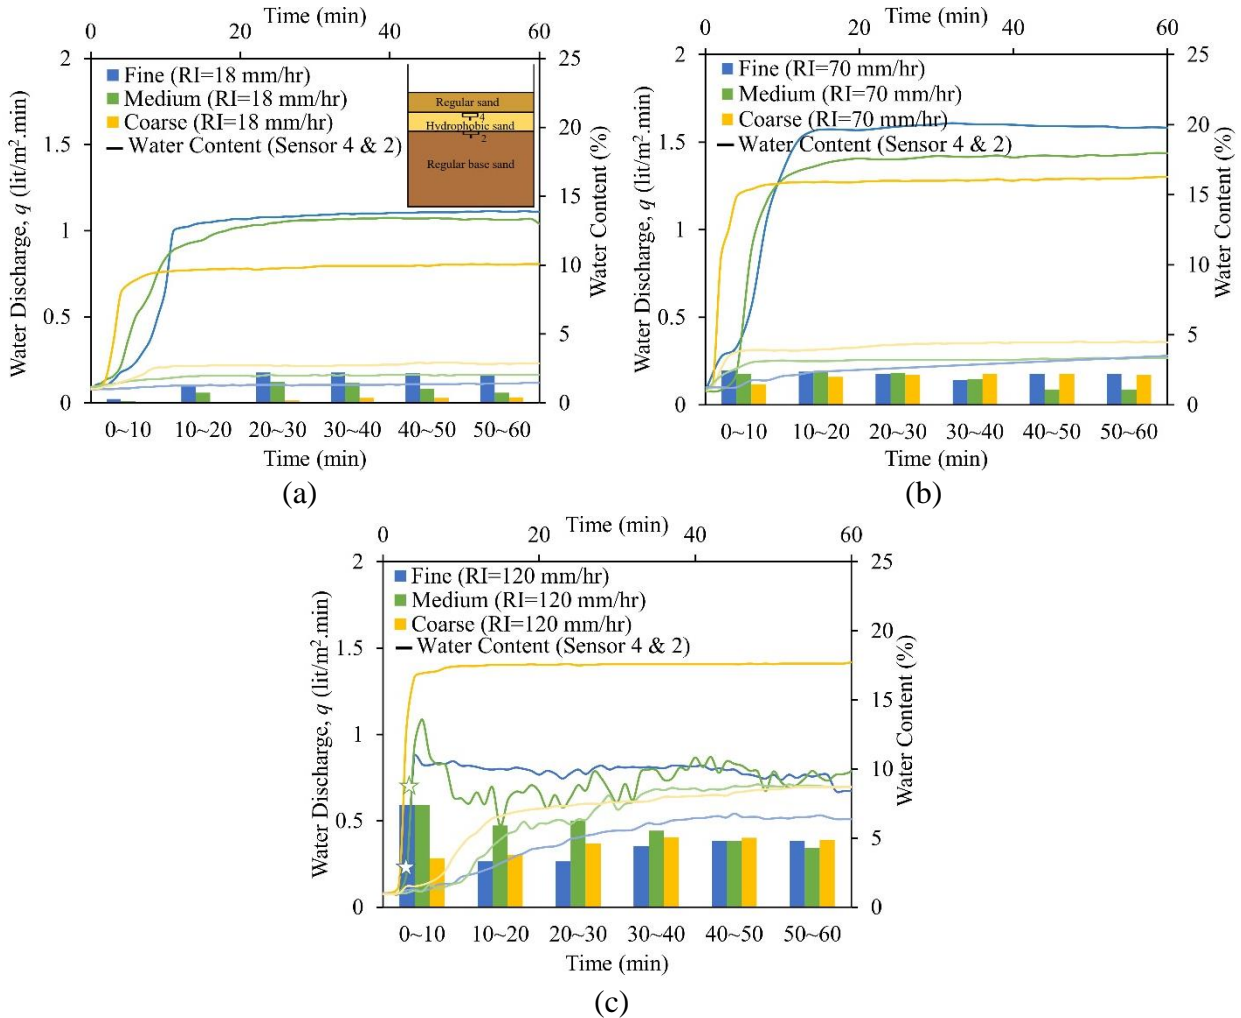 Time (min)
0 20 40 60
2 25
Fine (RI=18 mm/hr)
Medium (RI=18 mm/hr)
Coarse (RI=18 mm/hr)
Water Content (Sensor 4 & 2)
Regular sand
4
Hydrophobic sand
2
Regular base sand
1.5 20
15
1
10
0.5
5
0 0
Water Discharge, q (lit/m².min)
Water Content (%)
0~10 10~20 20~30 30~40 40~50 50~60
Time (min)
(a)
Time (min)
0 20 40 60
2 25
Fine (RI=70 mm/hr)
Medium (RI=70 mm/hr)
Coarse (RI=70 mm/hr)
Water Content (Sensor 4 & 2)
1.5 20
15
1
10
0.5
5
0 0
Water Discharge, q (lit/m².min)
Water Content (%)
0~10 10~20 20~30 30~40 40~50 50~60
Time (min)
(b)
Time (min)
0 20 40 60
2 25
Fine (RI=120 mm/hr)
Medium (RI=120 mm/hr)
Coarse (RI=120 mm/hr)
Water Content (Sensor 4 & 2)
1.5 20
15
1
10
0.5
5
0 0
Water Discharge, q (lit/m².min)
Water Content (%)
0~10 10~20 20~30 30~40 40~50 50~60
Time (min)
(c)